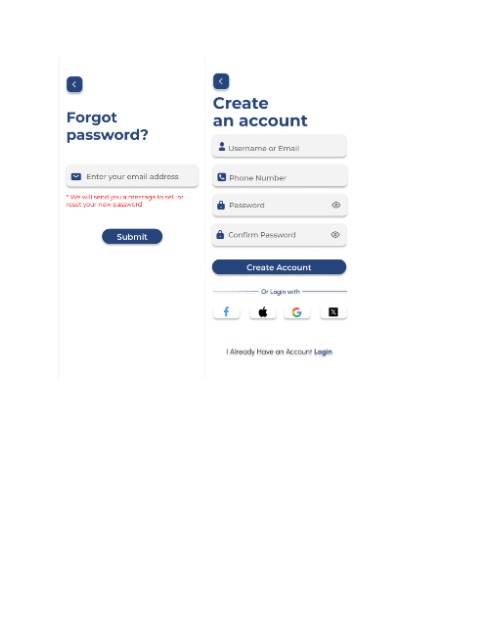 Forgot
password?
Enter your email address
* We will send you a message to set or
reset your new password
Submit
Create
an account
Username or Email
Phone Number
Password
Confirm Password
Create Account
Or Login with
I Already Have an Account Login